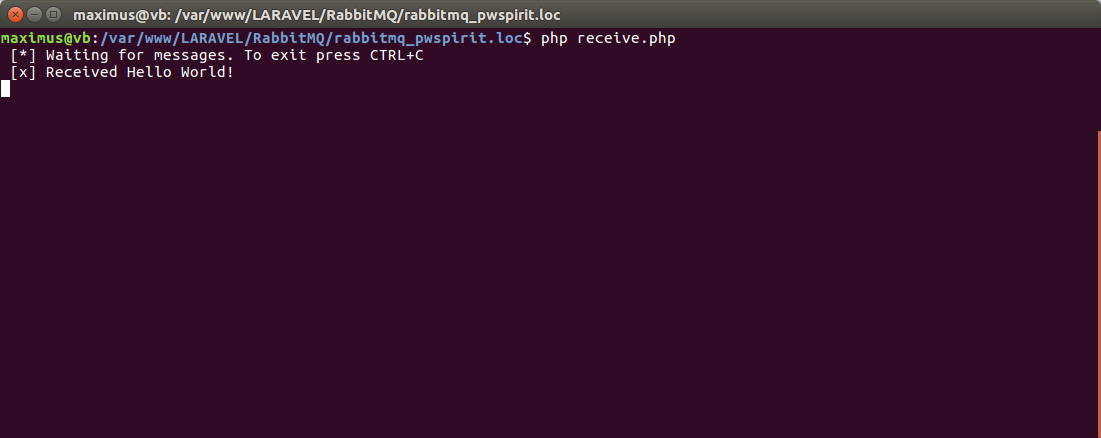 maximus@vb: /var/www/LARAVEL/RabbitMQ/rabbitmq_pwspirit.loc
maximus@vb:/var/www/LARAVEL/RabbitMQ/rabbitmq_pwspirit.loc$ php receive.php
 [*] Waiting for messages. To exit press CTRL+C
 [x] Received Hello World!